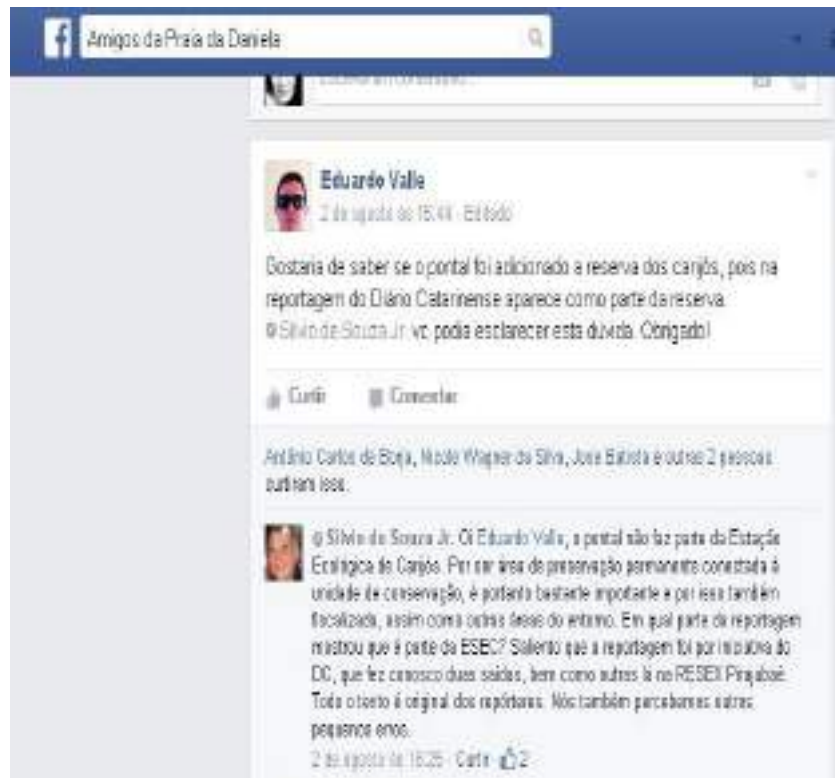 Amigos da Praia da Daniela
Eduardo Valle
2 de agosto às 15:44 · Editado
Gostaria de saber se o pontal foi adicionado a reserva dos carijós, pois na
reportagem do Diário Catarinense aparece como parte da reserva.
@Silvio de Souza Jr. vc podia esclarecer esta dúvida. Obrigado!
Curtir Comentar
Antônio Carlos de Borja, Nicole Wagner da Silva, Jose Batista e outras 2 pessoas
curtiram isso.
@ Silvio de Souza Jr. Oi Eduardo Valle, o pontal não faz parte da Estação
Ecológica de Carijós. Por ser área de preservação permanente conectada à
unidade de conservação, é portanto bastante importante e por isso também
fiscalizada, assim como outras áreas do entorno. Em qual parte da reportagem
mostrou que é parte da ESEC? Saliento que a reportagem foi por iniciativa do
DC, que fez conosco duas saídas, bem como outras lá na RESEX Pirajubaé.
Todo o texto é original dos repórteres. Nós também percebemos outros
pequenos erros.
2 de agosto às 16:25 · Curtir 2